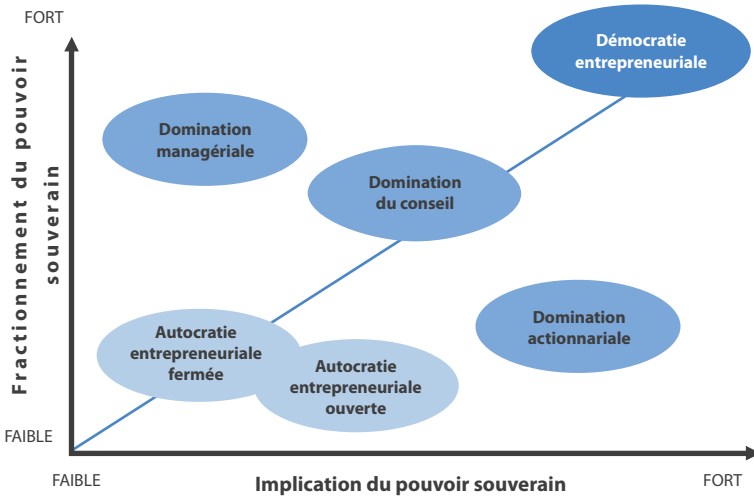 FORT
Fractionnement du pouvoir
souverain
Démocratie
entrepreneuriale
Domination
managériale
Domination
du conseil
Domination
actionnariale
Autocratie
entrepreneuriale
fermée
Autocratie
entrepreneuriale
ouverte
FAIBLE
FAIBLE
Implication du pouvoir souverain
FORT